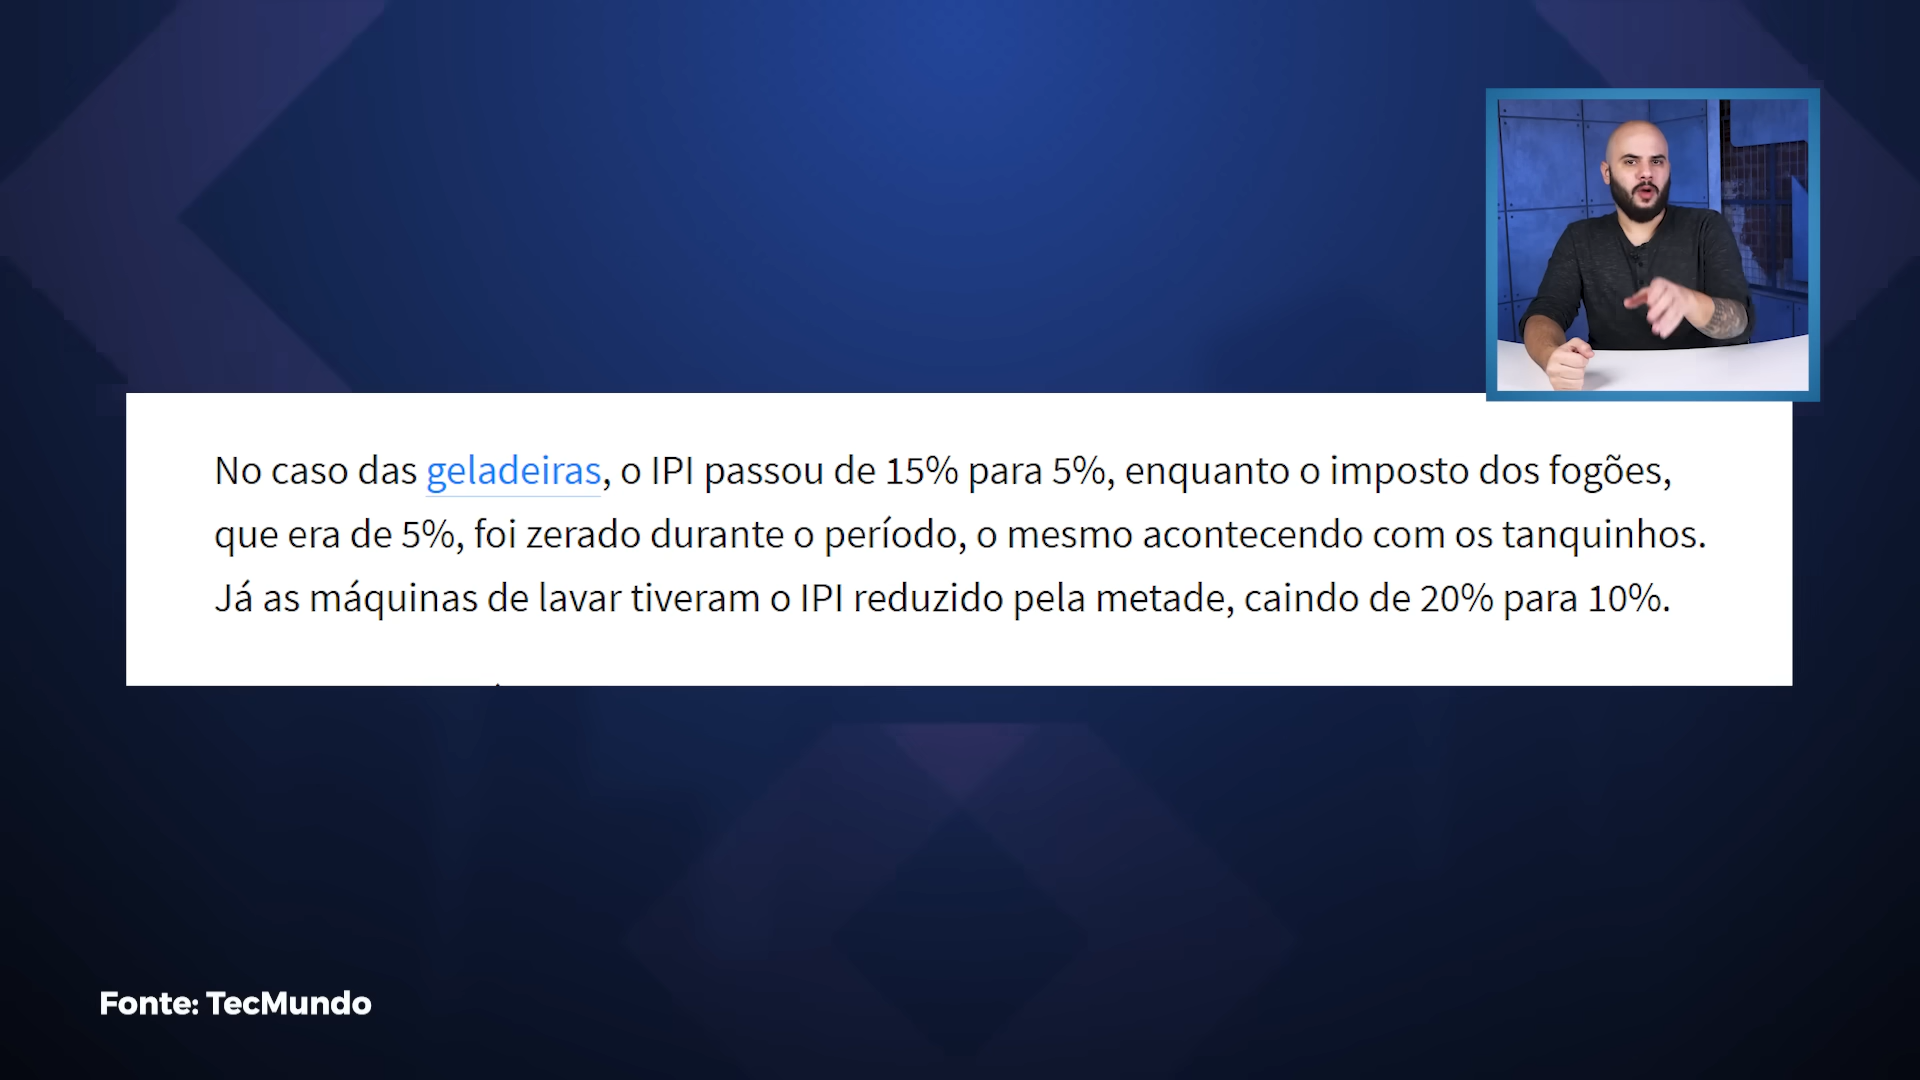 No caso das geladeiras, o IPI passou de 15% para 5%, enquanto o imposto dos fogões,
que era de 5%, foi zerado durante o período, o mesmo acontecendo com os tanquinhos.
Já as máquinas de lavar tiveram o IPI reduzido pela metade, caindo de 20% para 10%.
Fonte: TecMundo